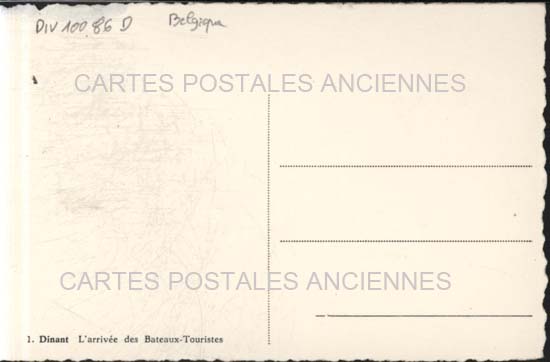 DIV 100 86 D Belgique
CARTES POSTALES ANCIENNES
CARTES POSTALES ANCIENNES
1. Dinant L'arrivée des Bateaux-Touristes